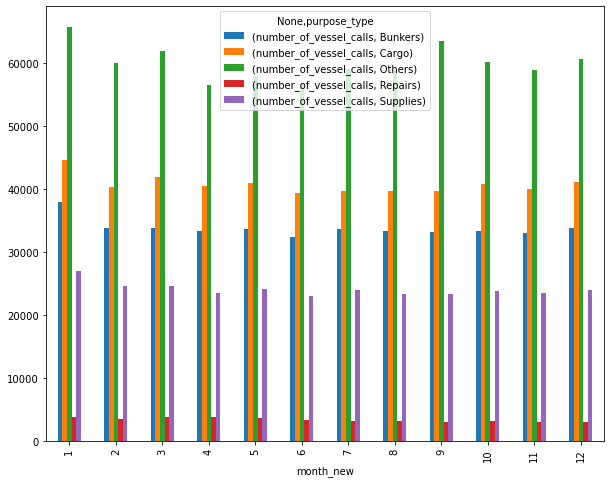 None,purpose_type
(number_of_vessel_calls, Bunkers)
(number_of_vessel_calls, Cargo)
(number_of_vessel_calls, Others)
(number_of_vessel_calls, Repairs)
(number_of_vessel_calls, Supplies)
60000
50000
40000
30000
20000
10000
0
1 2 3 4 5 6 7 8 9 10 11 12
month_new